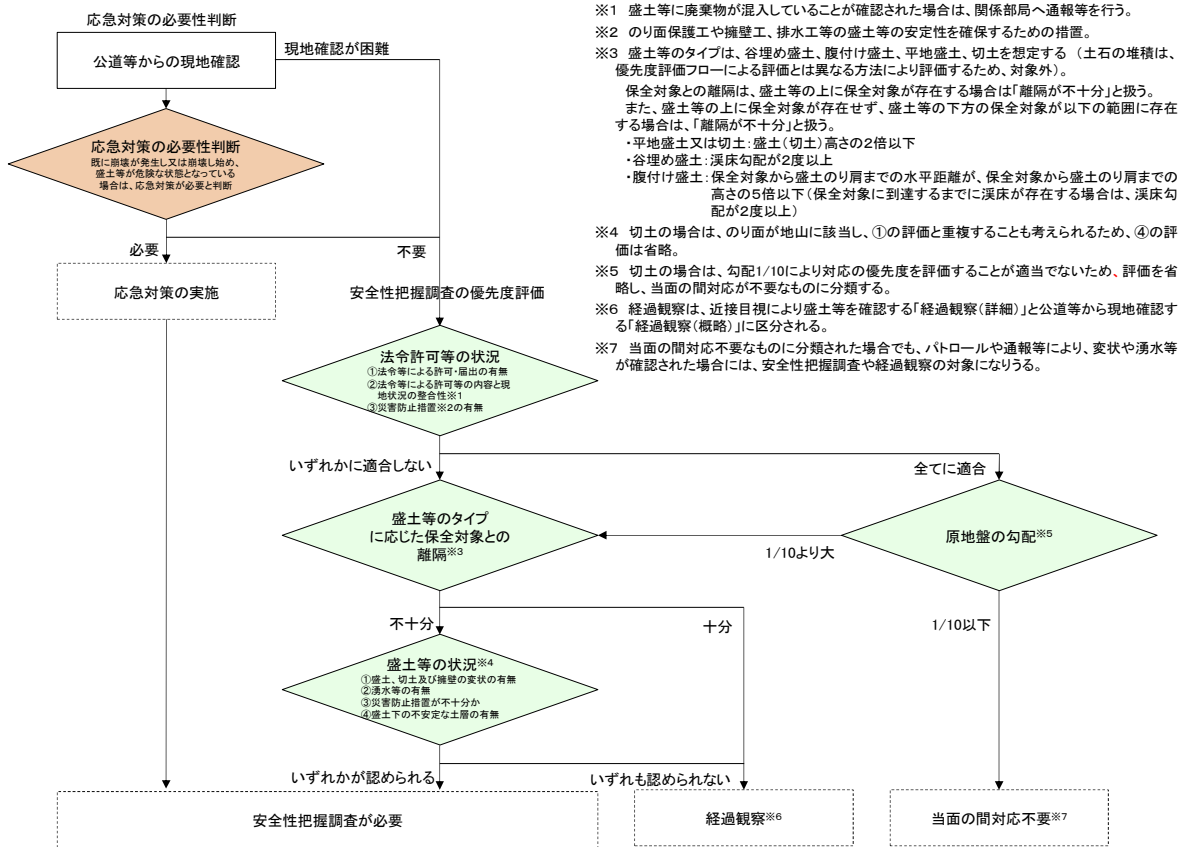 応急対策の必要性判断
公道等からの現地確認
現地確認が困難
応急対策の必要性判断
既に崩壊が発生し又は崩壊し始め、
盛土等が危険な状態となっている
場合は、応急対策が必要と判断
必要
不要
応急対策の実施
安全性把握調査の優先度評価
法令許可等の状況
①法令等による許可・届出の有無
②法令等による許可等の内容と現
地状況の整合性※1
③災害防止措置※2の有無
いずれかに適合しない
全てに適合
盛土等のタイプ
に応じた保全対象との
離隔※3
1/10より大
原地盤の勾配※5
不十分
十分
1/10以下
盛土等の状況※4
①盛土、切土及び擁壁の変状の有無
②湧水等の有無
③災害防止措置が不十分か
④盛土下の不安定な土層の有無
いずれかが認められる
いずれも認められない
安全性把握調査が必要
経過観察※6
当面の間対応不要※7
※1 盛土等に廃棄物が混入していることが確認された場合は、関係部局へ通報等を行う。
※2 のり面保護工や擁壁工、排水工等の盛土等の安定性を確保するための措置。
※3 盛土等のタイプは、谷埋め盛土、腹付け盛土、平地盛土、切土を想定する（土石の堆積は、
優先度評価フローによる評価とは異なる方法により評価するため、対象外）。
保全対象との離隔は、盛土等の上に保全対象が存在する場合は「離隔が不十分」と扱う。
また、盛土等の上に保全対象が存在せず、盛土等の下方の保全対象が以下の範囲に存在
する場合は、「離隔が不十分」と扱う。
・平地盛土又は切土：盛土（切土）高さの2倍以下
・谷埋め盛土：渓床勾配が2度以上
・腹付け盛土：保全対象から盛土のり肩までの水平距離が、保全対象から盛土のり肩までの
高さの5倍以下（保全対象に到達するまでに渓床が存在する場合は、渓床勾
配が2度以上）
※4 切土の場合は、のり面が地山に該当し、①の評価と重複することも考えられるため、④の評
価は省略。
※5 切土の場合は、勾配1/10により対応の優先度を評価することが適当でないため、評価を省
略し、当面の間対応が不要なものに分類する。
※6 経過観察は、近接目視により盛土等を確認する「経過観察（詳細）」と公道等から現地確認す
る「経過観察（概略）」に区分される。
※7 当面の間対応不要なものに分類された場合でも、パトロールや通報等により、変状や湧水等
が確認された場合には、安全性把握調査や経過観察の対象になりうる。